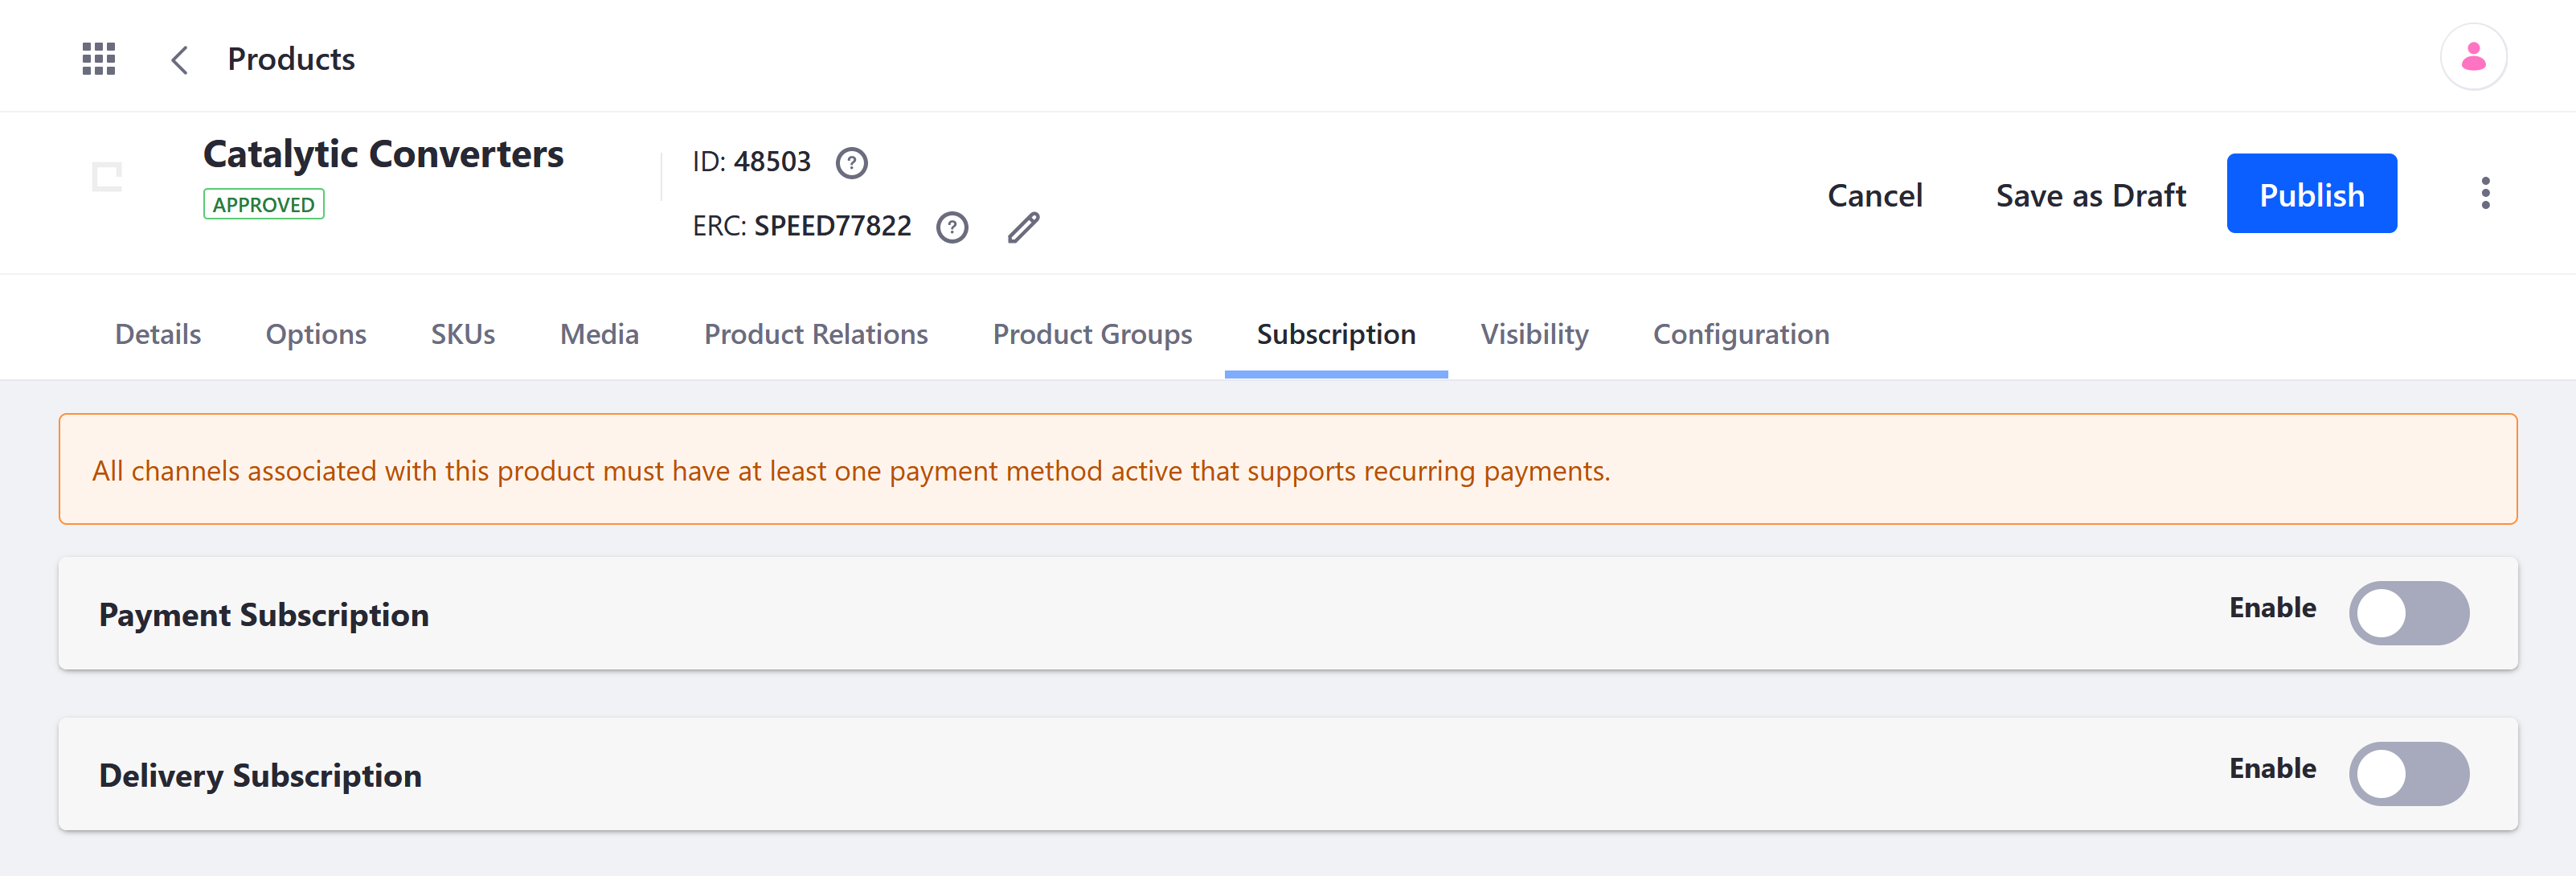 Products
Catalytic Converters
APPROVED
ID: 48503
ERC: SPEED77822
Cancel
Save as Draft
Publish
Details Options SKUs Media Product Relations Product Groups Subscription Visibility Configuration
All channels associated with this product must have at least one payment method active that supports recurring payments.
Payment Subscription
Enable
Delivery Subscription
Enable